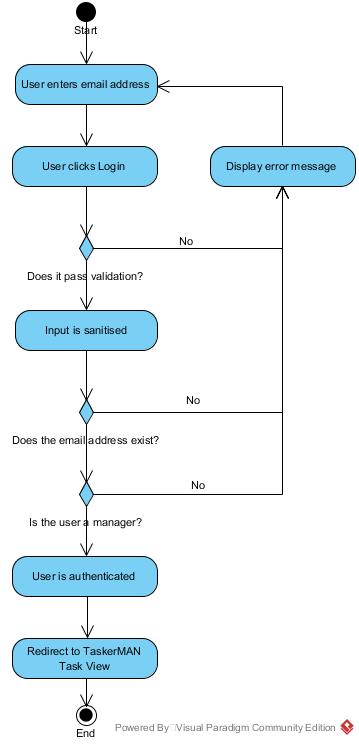 Start
User enters email address
User clicks Login
Display error message
No
Does it pass validation?
Input is sanitised
No
Does the email address exist?
No
Is the user a manager?
User is authenticated
Redirect to TaskerMAN
Task View
End
Powered By Visual Paradigm Community Edition